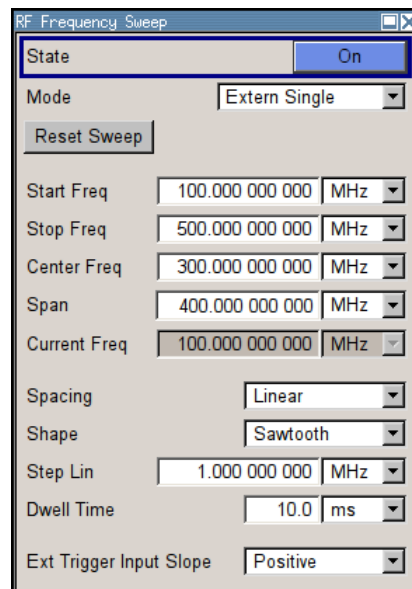 RF Frequency Sweep
State On
Mode Extern Single
Reset Sweep
Start Freq 100.000 000 000 MHz
Stop Freq 500.000 000 000 MHz
Center Freq 300.000 000 000 MHz
Span 400.000 000 000 MHz
Current Freq 100.000 000 000 MHz
Spacing Linear
Shape Sawtooth
Step Lin 1.000 000 000 MHz
Dwell Time 10.0 ms
Ext Trigger Input Slope Positive